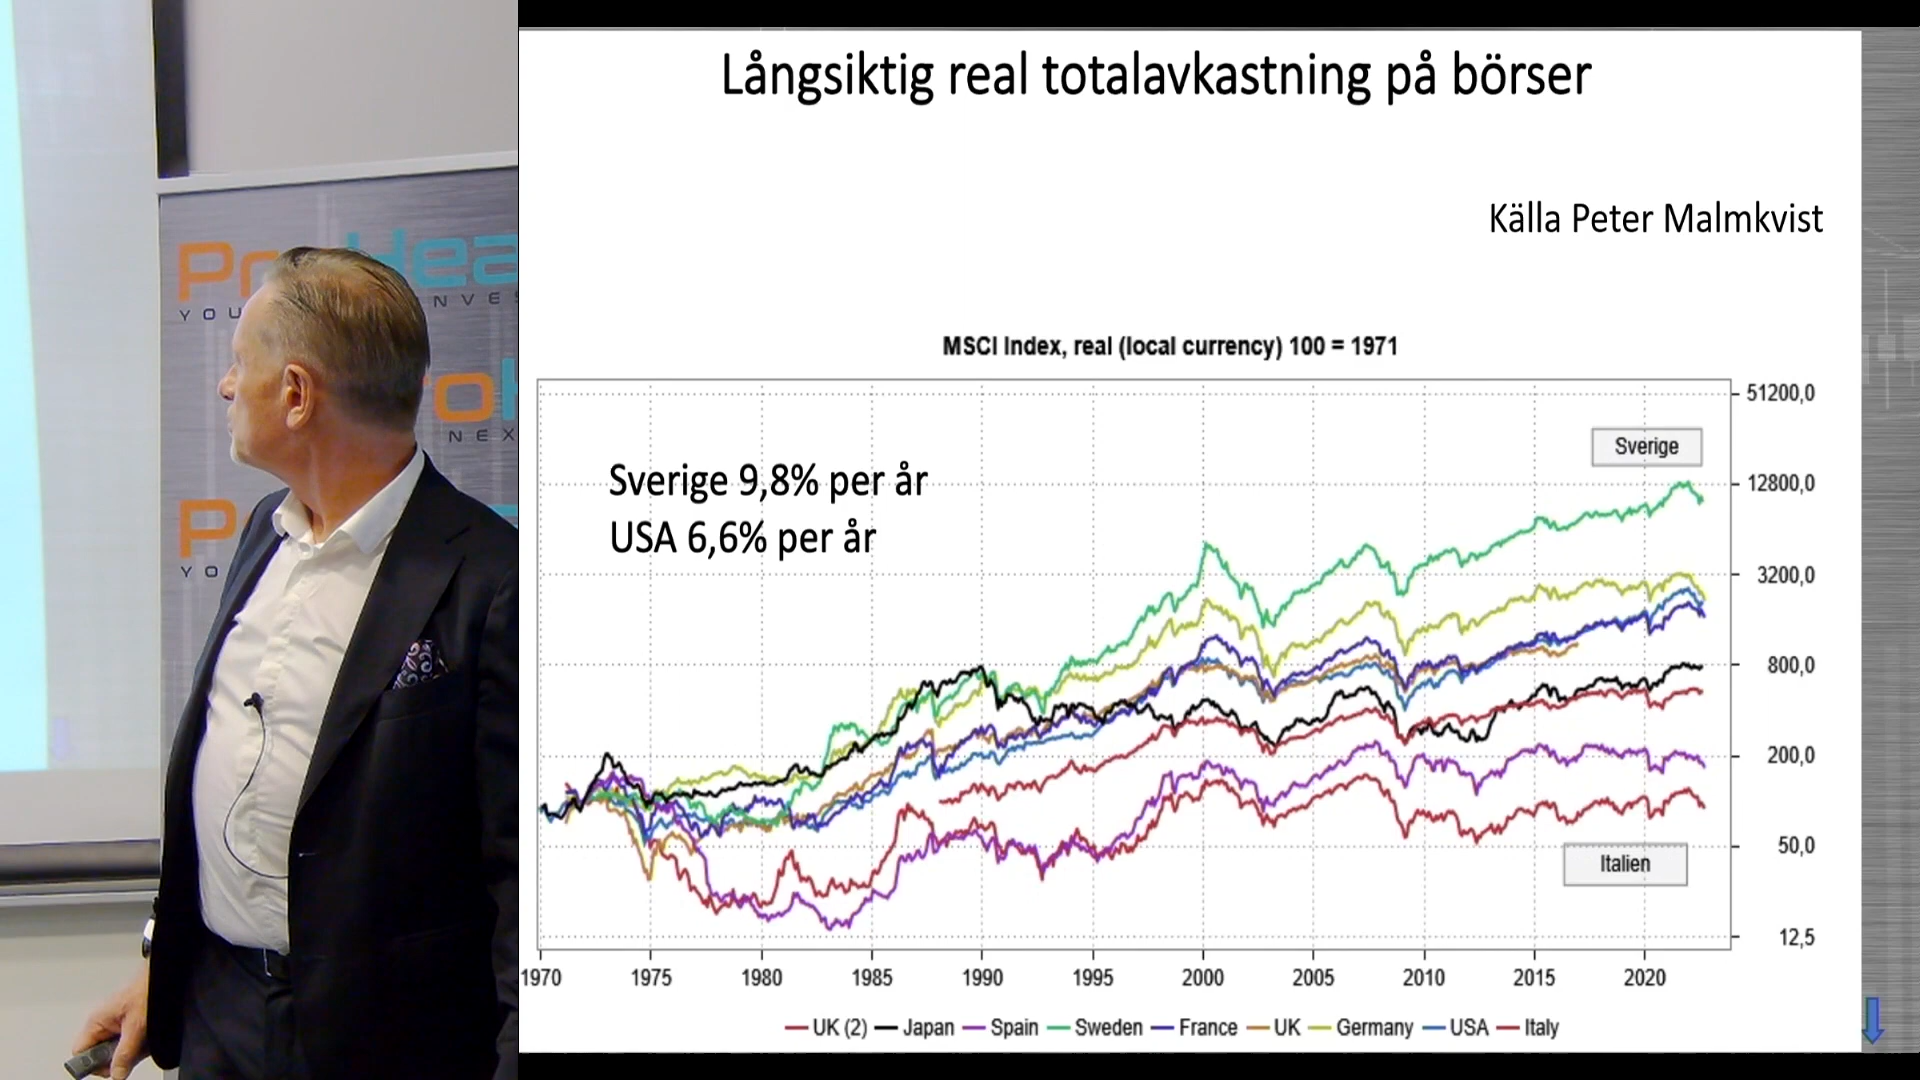 Långsiktig real totalavkastning på börser
Källa Peter Malmkvist
MSCI Index, real (local currency) 100 = 1971
51200,0
12800,0
3200,0
800,0
200,0
50,0
12,5
Sverige
Sverige 9,8% per år
USA 6,6% per år
Italien
1970 1975 1980 1985 1990 1995 2000 2005 2010 2015 2020
UK (2) Japan Spain Sweden France UK Germany USA Italy